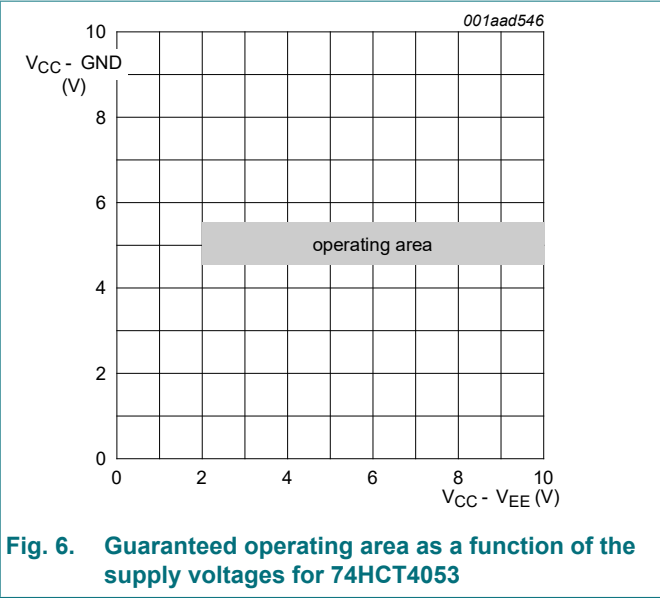 001aad546
10
VCC - GND
(V)
8
6
operating area
4
2
0
0 2 4 6 8 10
VCC - VEE (V)
Fig. 6. Guaranteed operating area as a function of the
supply voltages for 74HCT4053